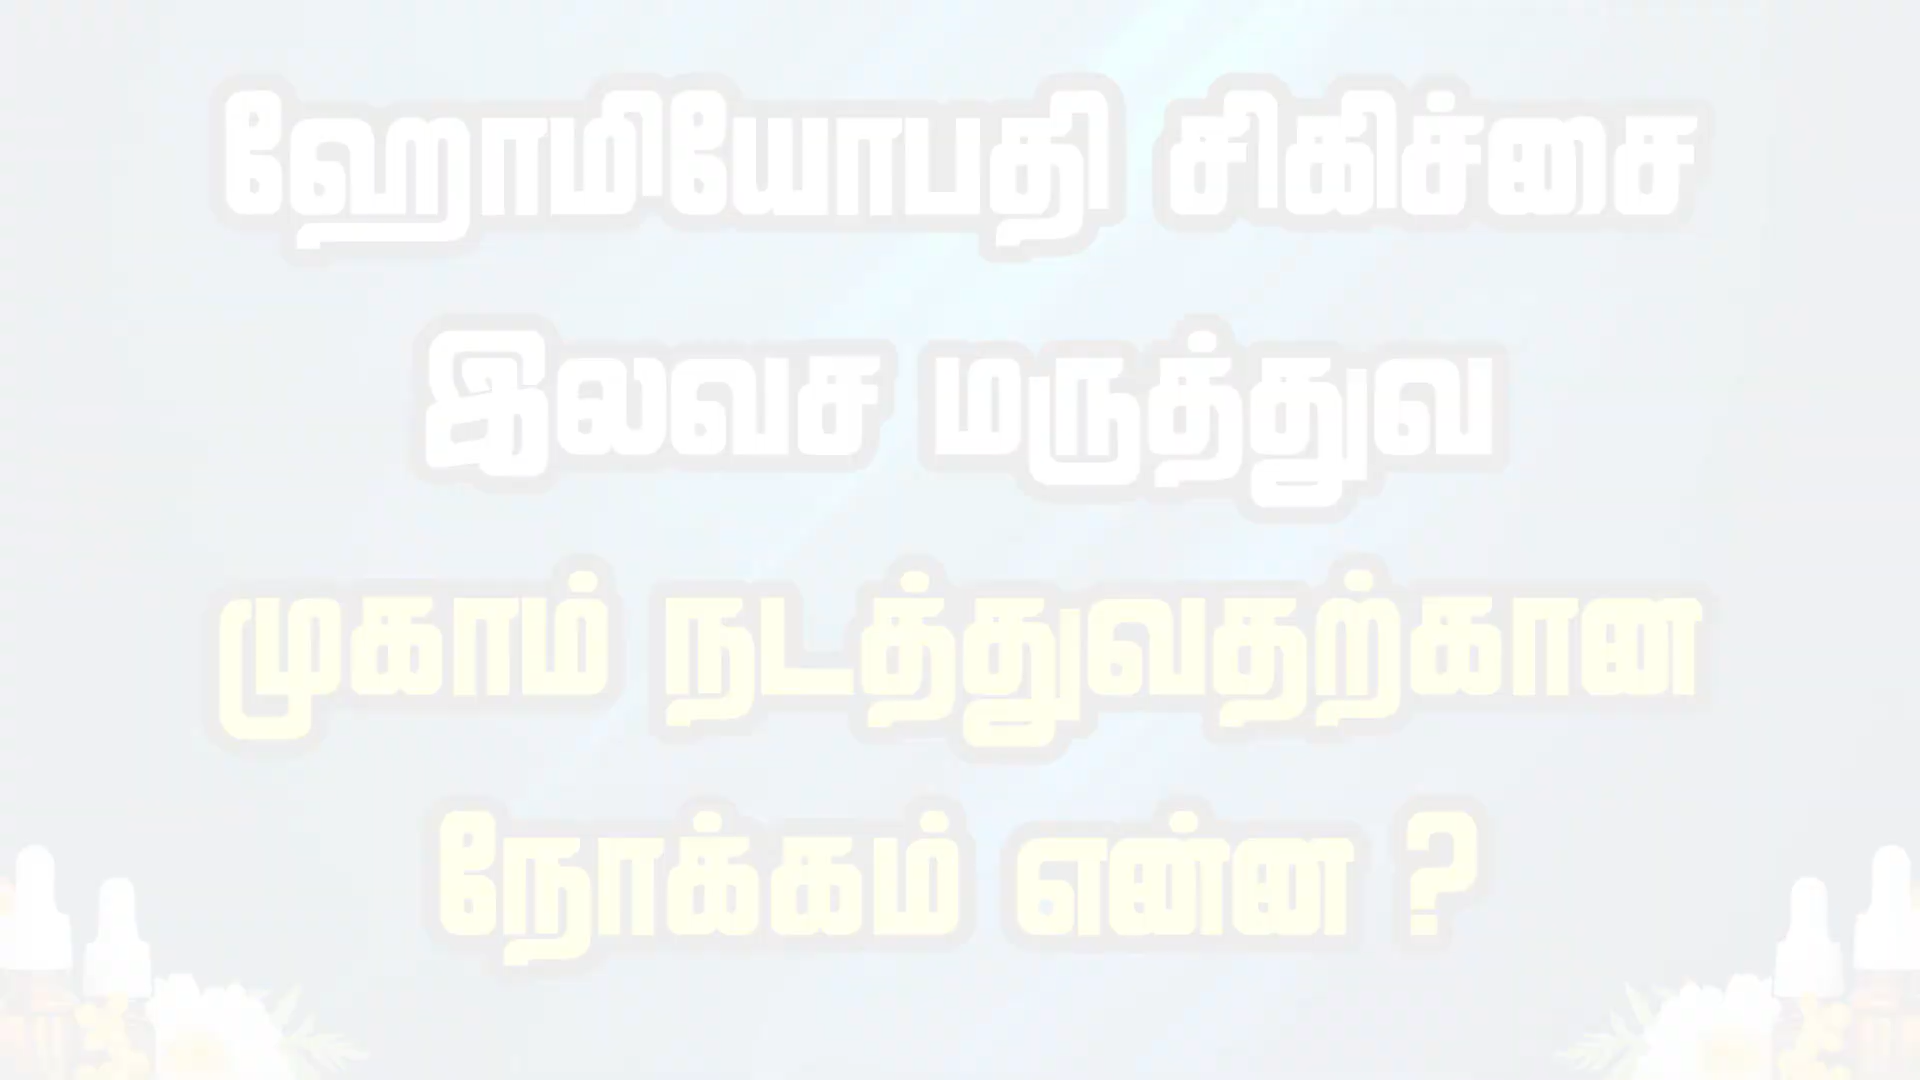 ஹோமியோபதி சிகிச்சை
இலவச மருத்துவ
முகாம் நடத்துவதற்கான
நோக்கம் என்ன ?